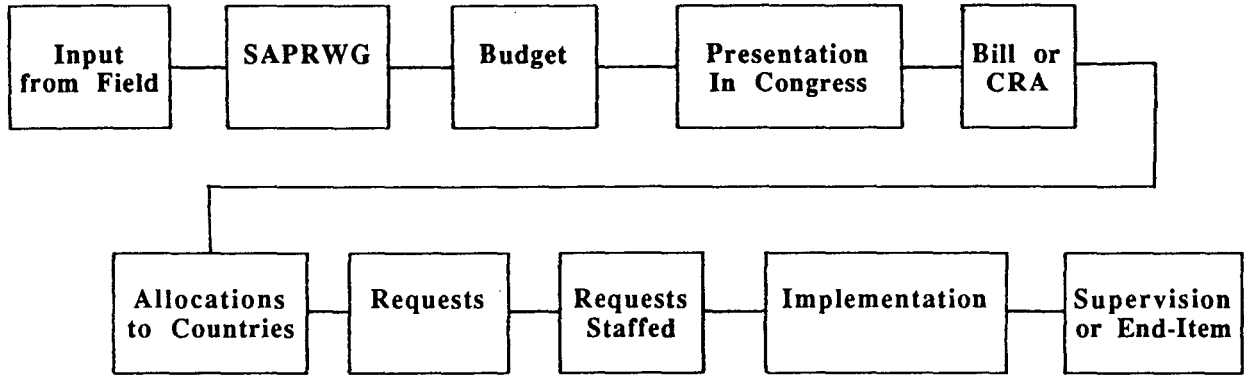 Input
from Field
SAPRWG
Budget
Presentation
In Congress
Bill or
CRA
Allocations
to Countries
Requests
Requests
Staffed
Implementation
Supervision
or End-Item